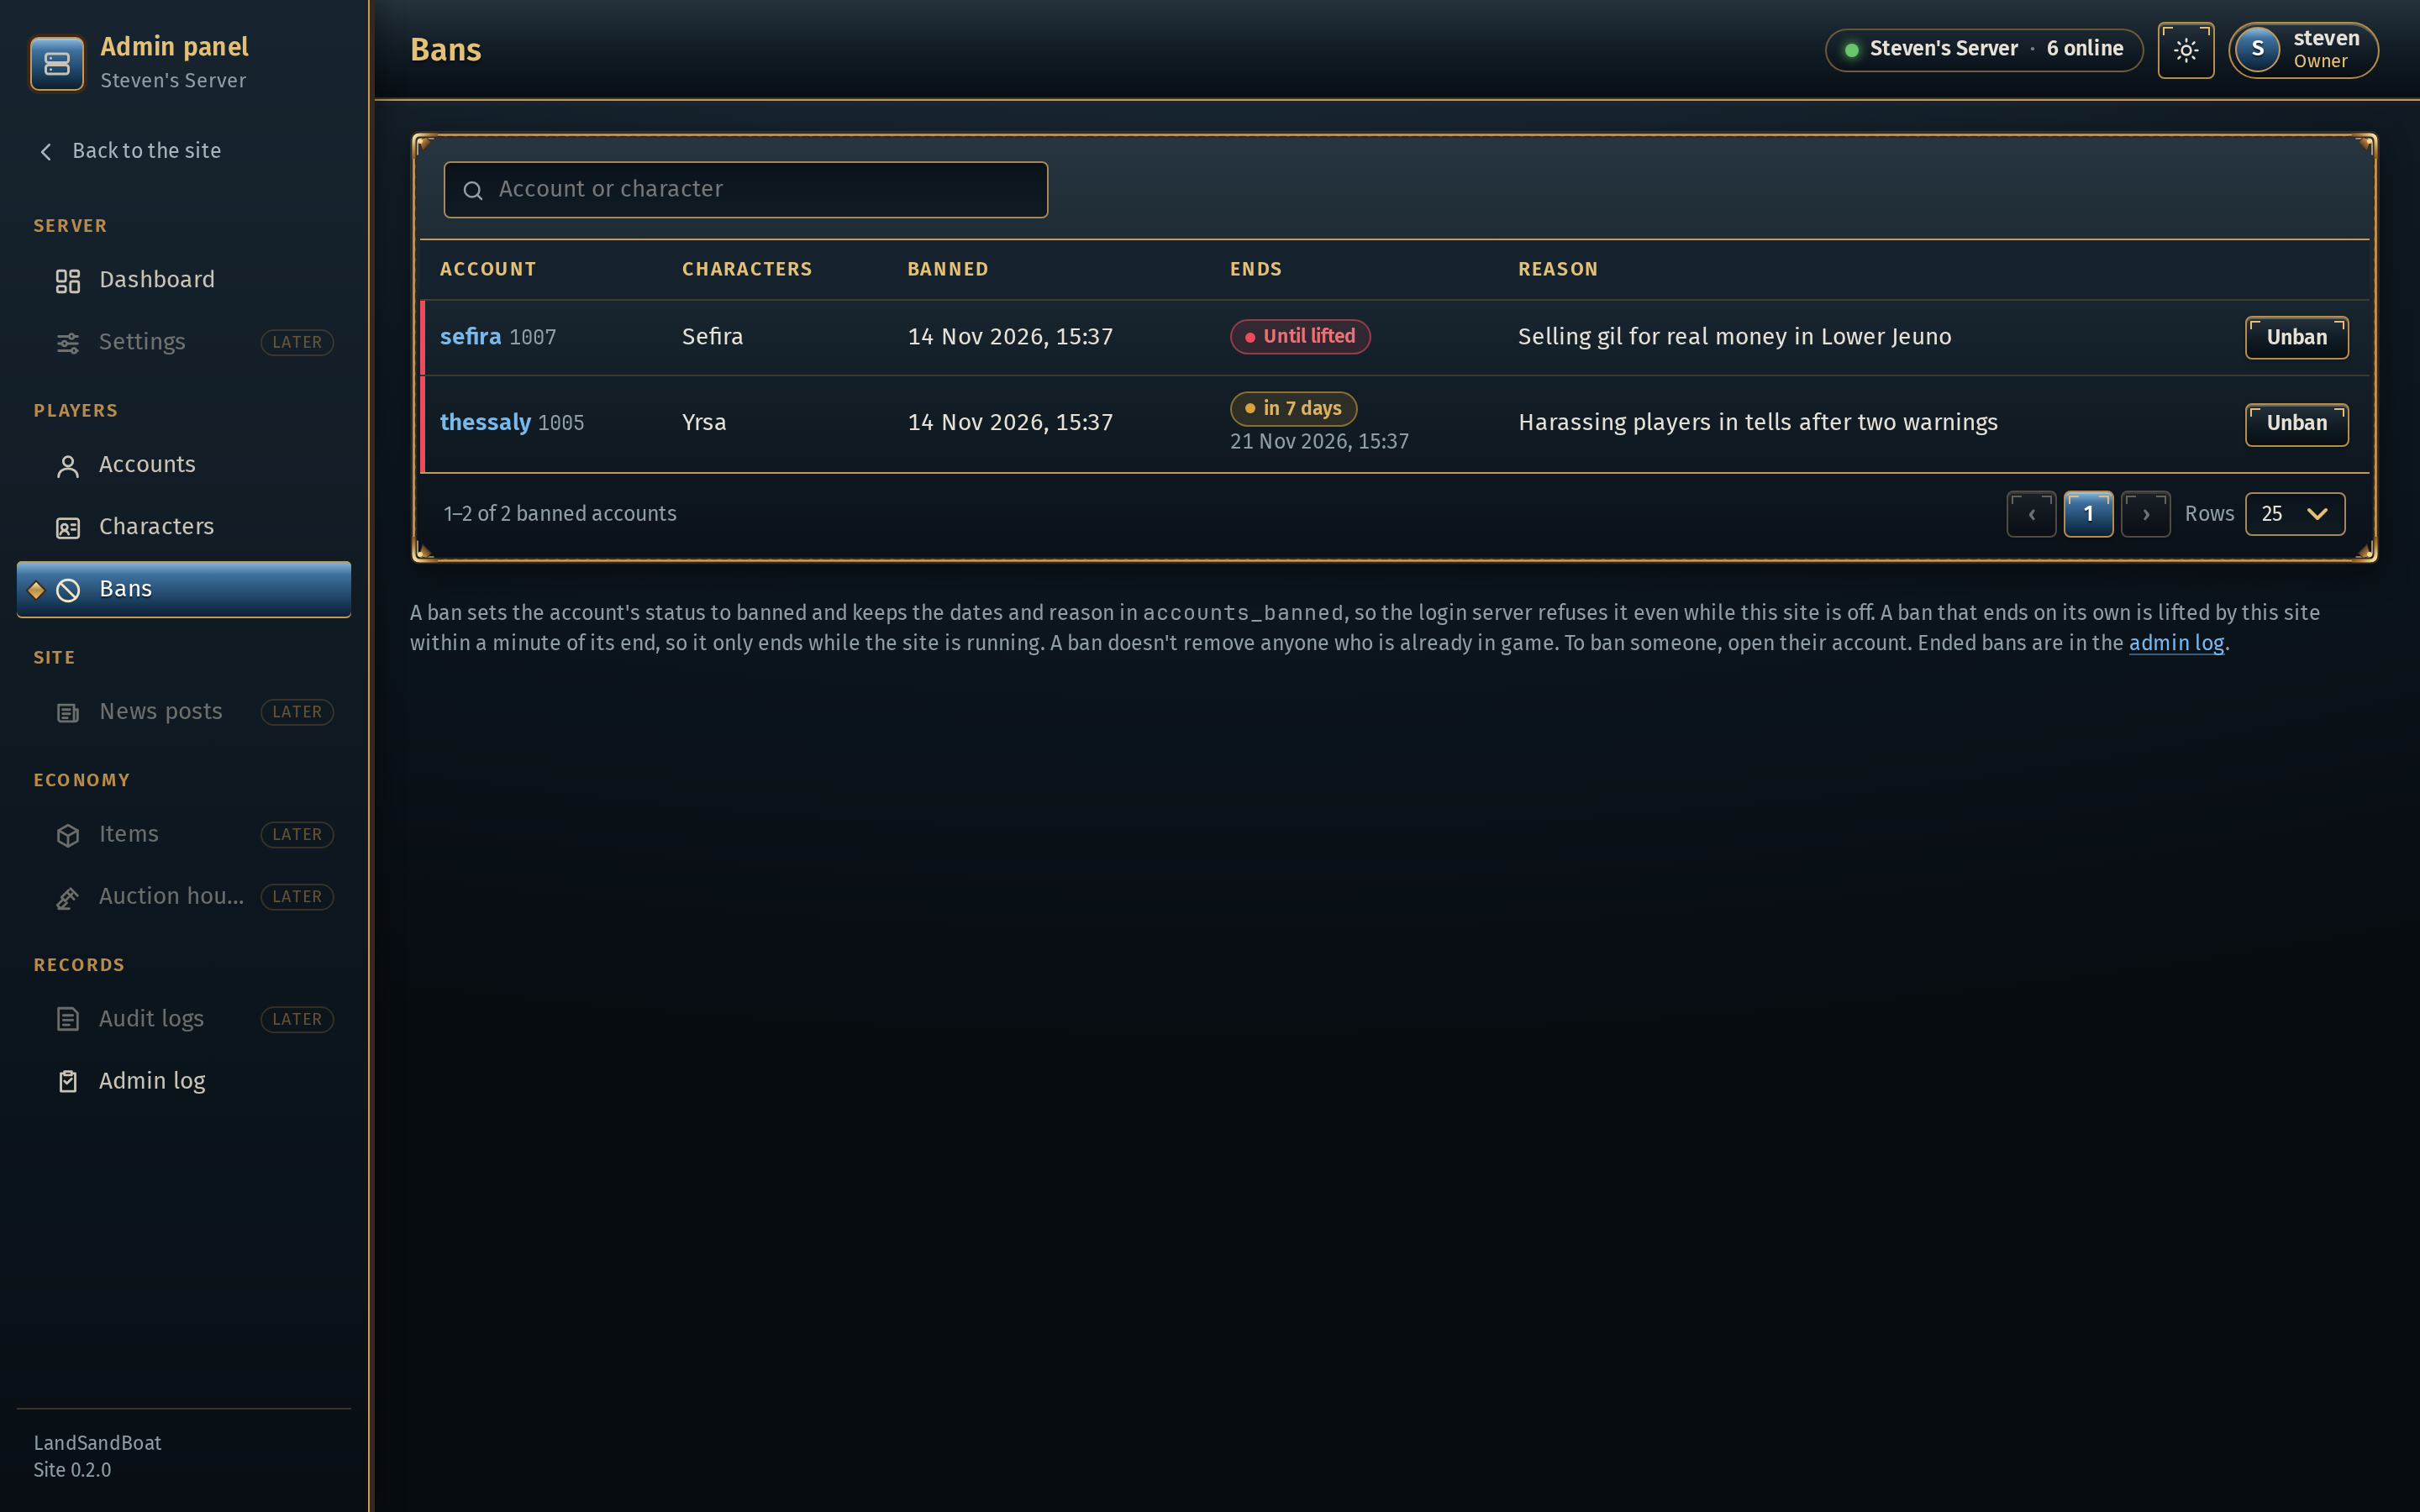 Admin panel
Steven's Server
Back to the site
SERVER
Dashboard
Settings LATER
PLAYERS
Accounts
Characters
Bans
SITE
News posts LATER
ECONOMY
Items LATER
Auction hou... LATER
RECORDS
Audit logs LATER
Admin log
LandSandBoat
Site 0.2.0
Bans
Steven's Server · 6 online
S
steven
Owner
Account or character
ACCOUNT CHARACTERS BANNED ENDS REASON
sefira 1007 Sefira 14 Nov 2026, 15:37 Until lifted Selling gil for real money in Lower Jeuno Unban
thessaly 1005 Yrsa 14 Nov 2026, 15:37 in 7 days Harassing players in tells after two warnings Unban
21 Nov 2026, 15:37
1–2 of 2 banned accounts ‹ 1 › Rows 25
A ban sets the account's status to banned and keeps the dates and reason in accounts_banned, so the login server refuses it even while this site is off. A ban that ends on its own is lifted by this site
within a minute of its end, so it only ends while the site is running. A ban doesn't remove anyone who is already in game. To ban someone, open their account. Ended bans are in the admin log.